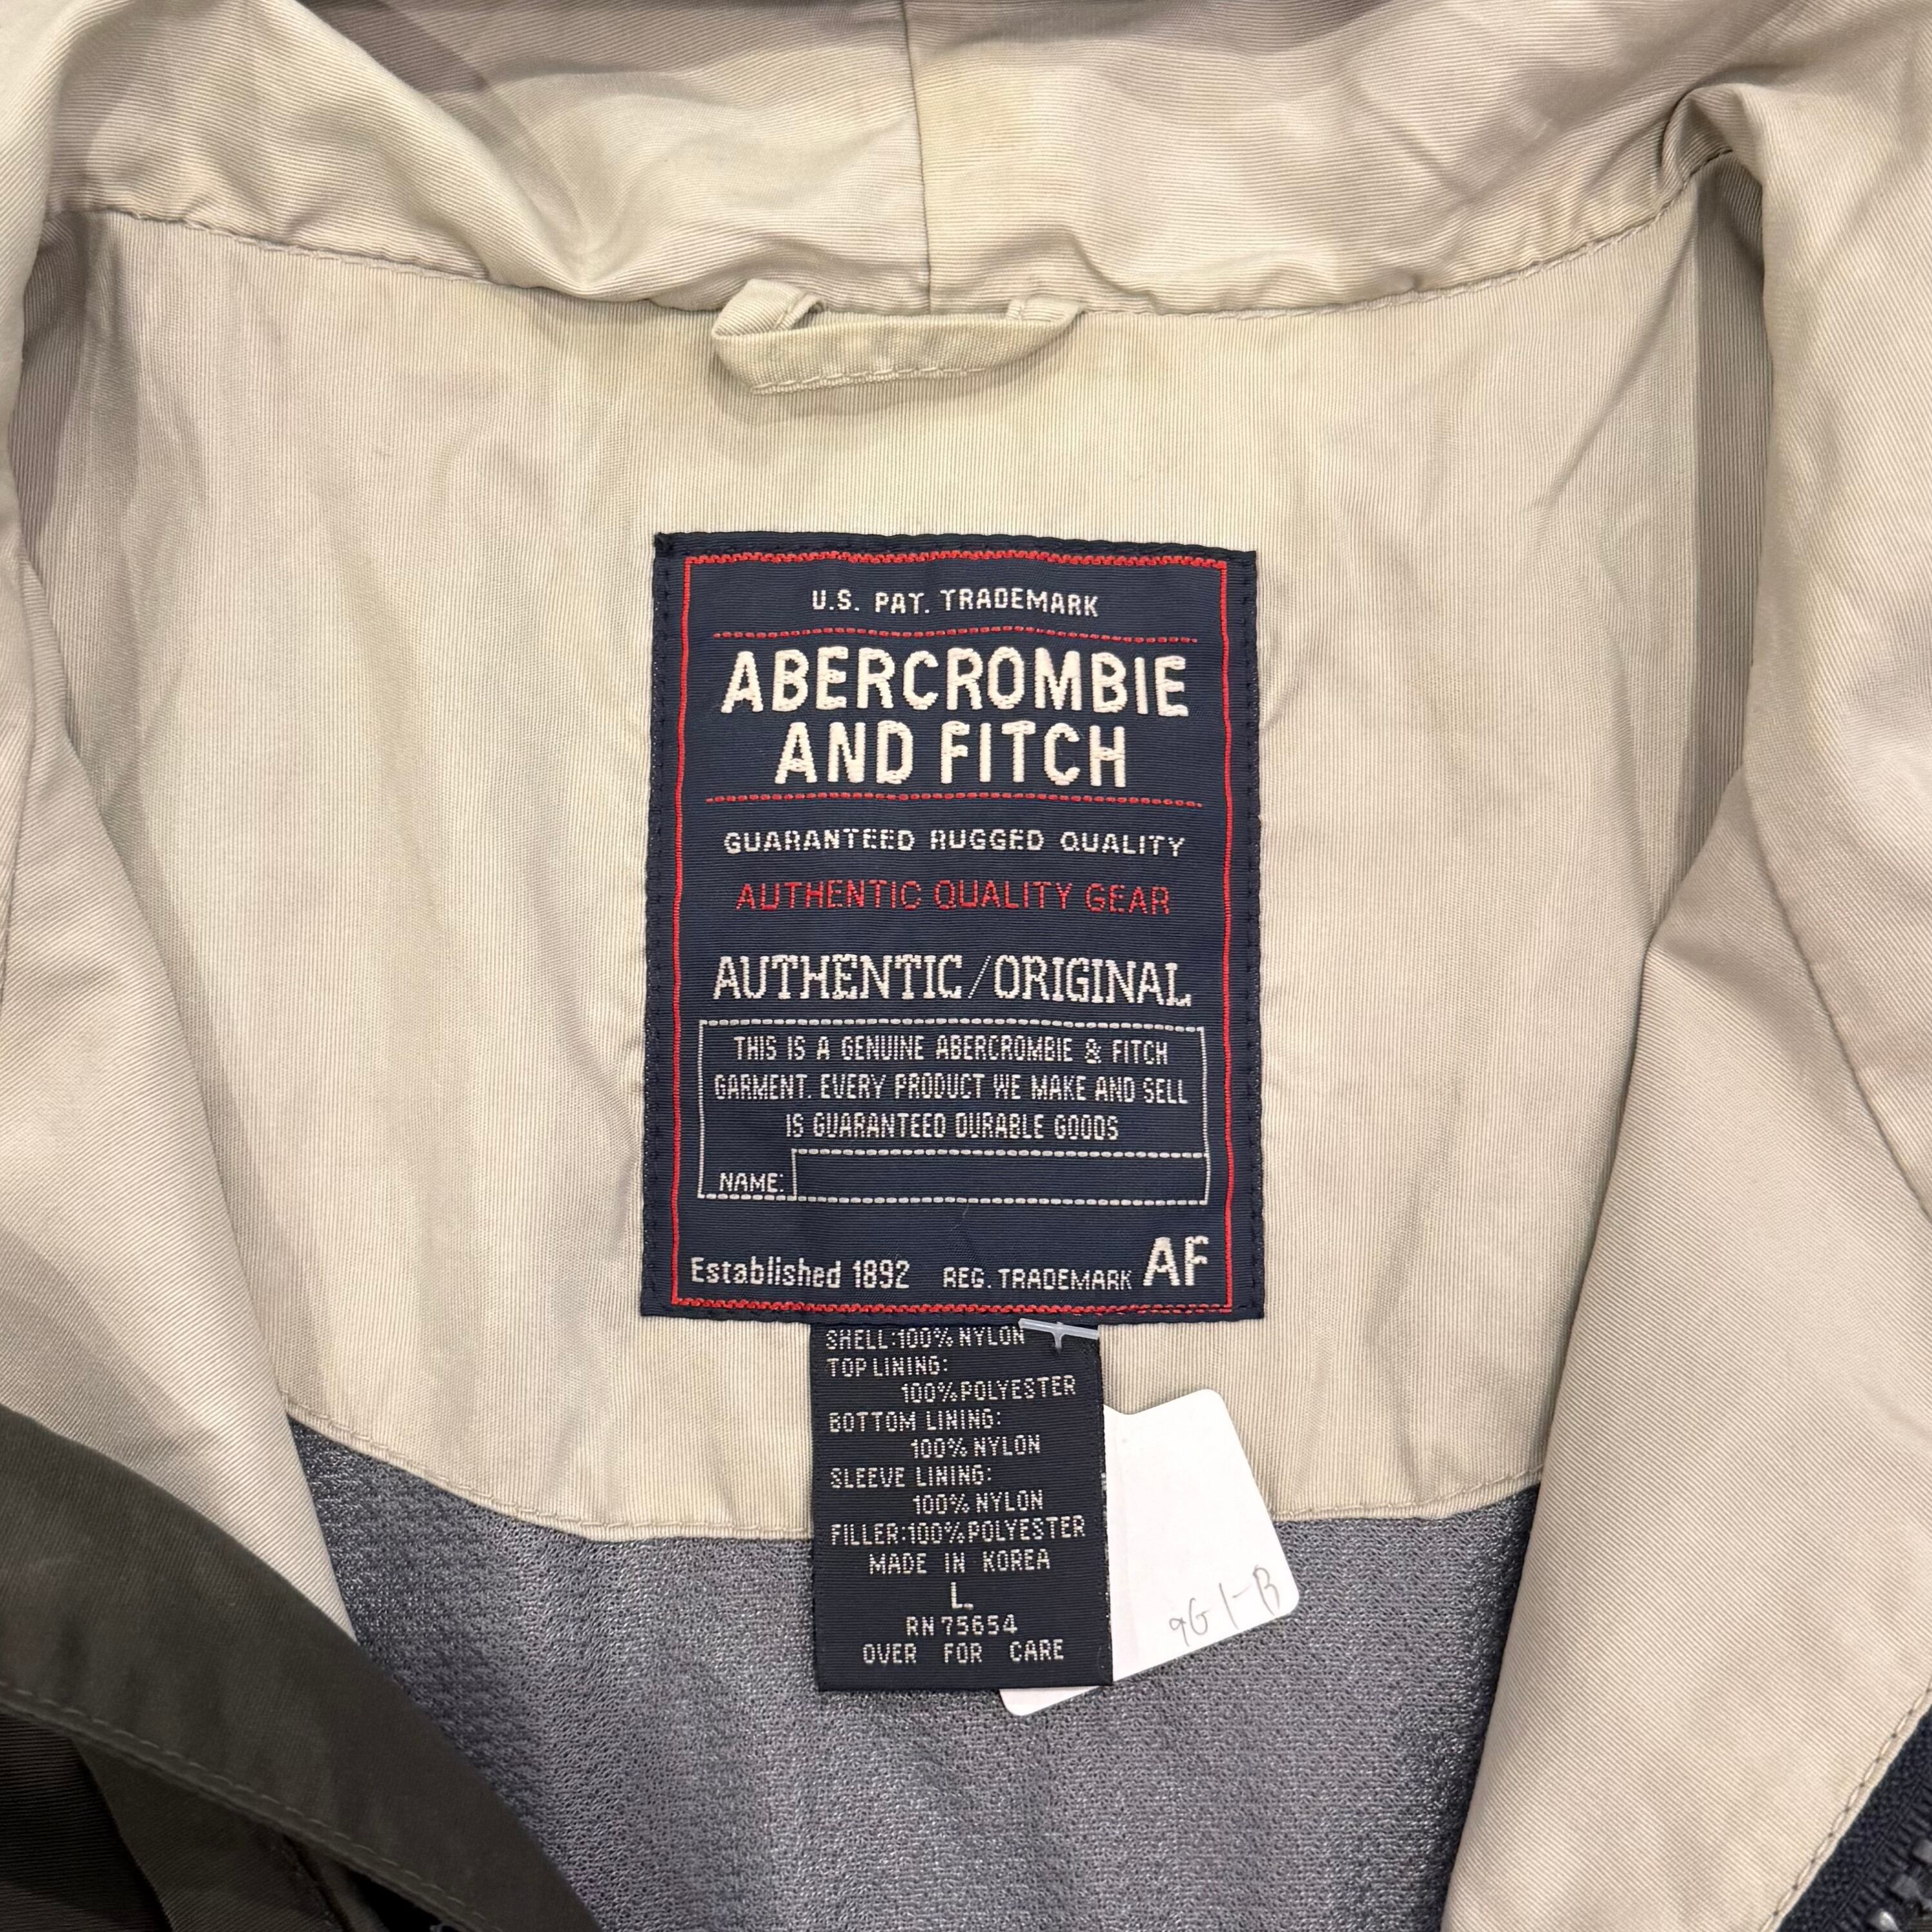 U.S. PAT. TRADEMARK
ABERCROMBIE
AND FITCH
GUARANTEED RUGGED QUALITY
AUTHENTIC QUALITY GEAR
AUTHENTIC/ORIGINAL
THIS IS A GENUINE ABERCROMBIE & FITCH
GARMENT. EVERY PRODUCT WE MAKE AND SELL
IS GUARANTEED DURABLE GOODS
NAME:
Established 1892 REG. TRADEMARK AF
SHELL:100% NYLON
TOP LINING:
100% POLYESTER
BOTTOM LINING:
100% NYLON
SLEEVE LINING:
100% NYLON
FILLER:100% POLYESTER
MADE IN KOREA
L
RN 75654
OVER FOR CARE